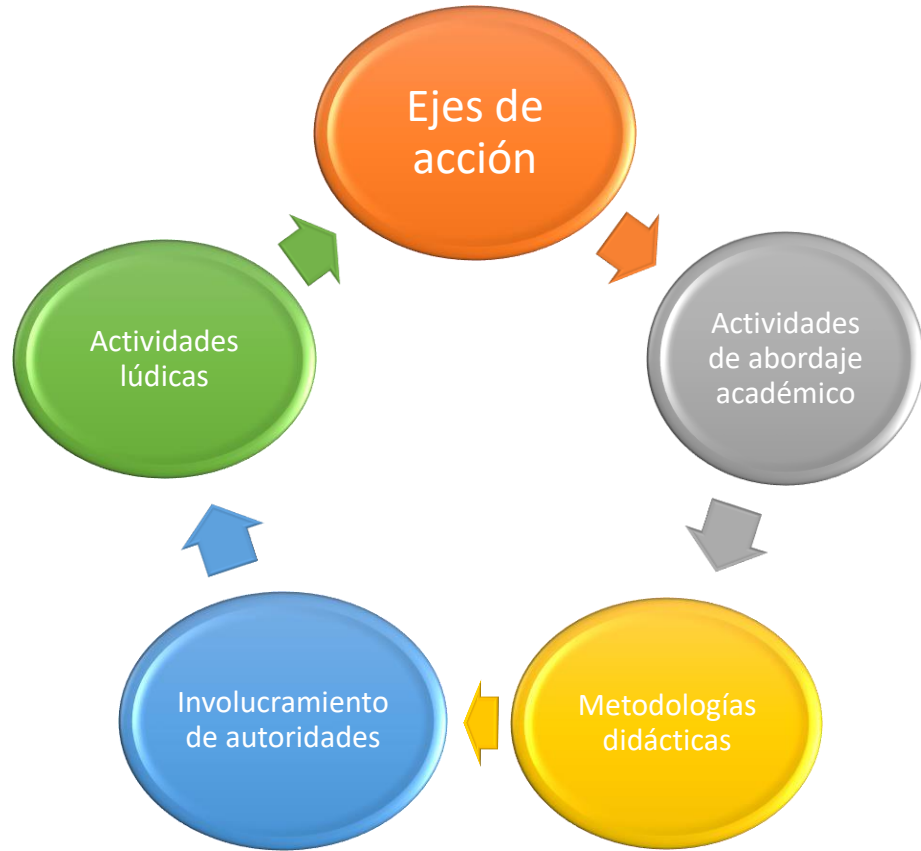 Ejes de
acción
Actividades
de abordaje
académico
Metodologías
didácticas
Involucramiento
de autoridades
Actividades
lúdicas